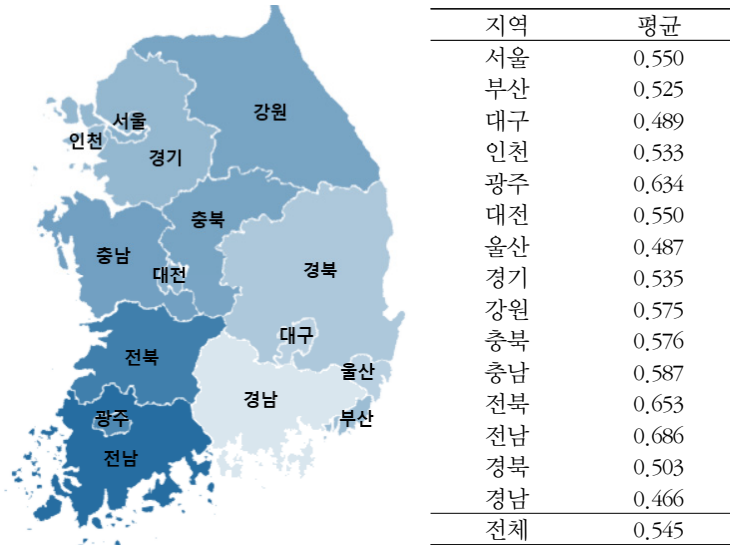 서울
강원
인천
경기
충북
충남
대전
경북
대구
전북
울산
경남
광주
부산
전남
지역 평균
서울 0.550
부산 0.525
대구 0.489
인천 0.533
광주 0.634
대전 0.550
울산 0.487
경기 0.535
강원 0.575
충북 0.576
충남 0.587
전북 0.653
전남 0.686
경북 0.503
경남 0.466
전체 0.545